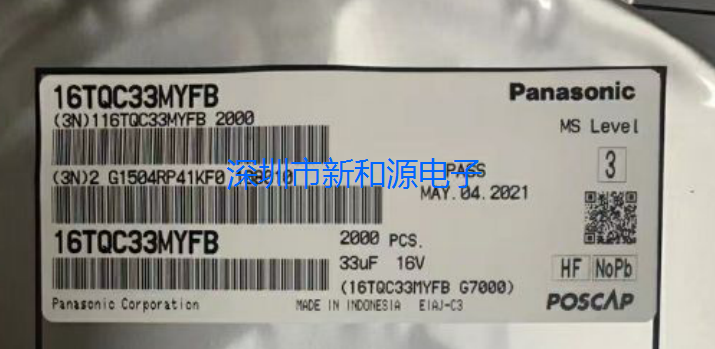 16TQC33MYFB
Panasonic
(3N)116TQC33MYFB 2000
MS Level
3
(3N)2 G1504RP41KF0
深圳市新和源电子
PASS
MAY.04.2021
16TQC33MYFB
2000 PCS.
33uF 16V
HF NoPb
(16TQC33MYFB G7000)
Panasonic Corporation
MADE IN INDONESIA EIAJ-C3
POSCAP